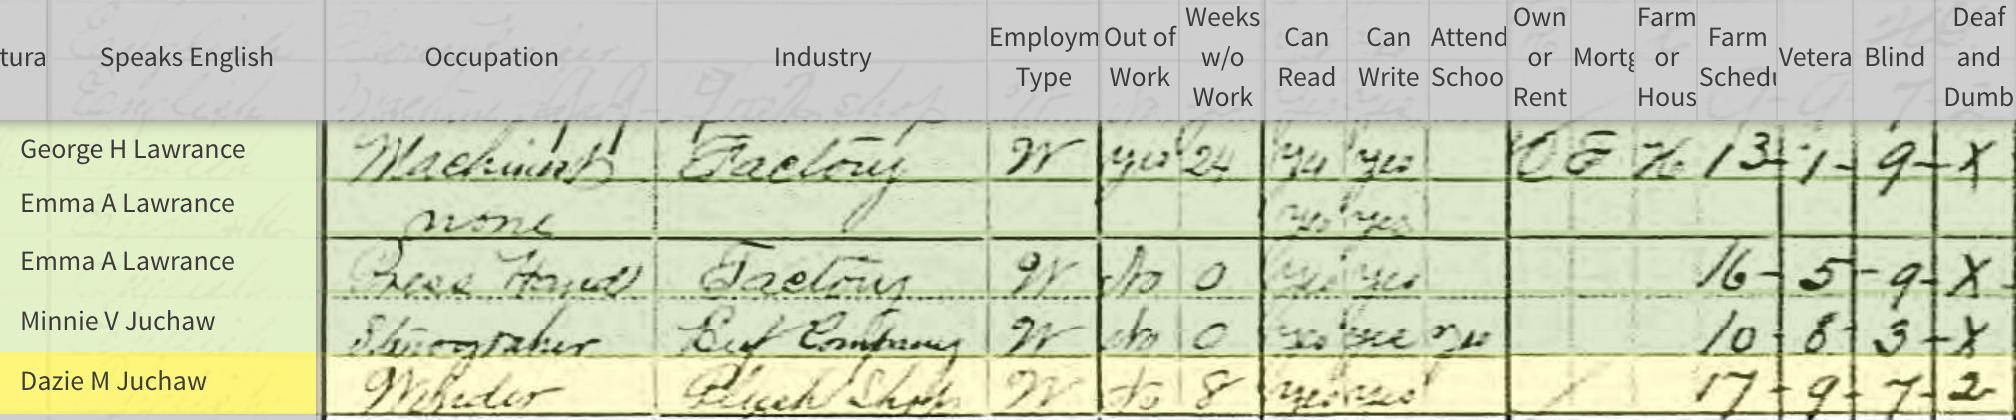 tura Speaks English Occupation Industry Employm Type Out of Work Weeks w/o Work Can Read Can Write Attend Schoo Own or Rent Mortg Farm or Hous Farm Schedu Vetera Blind Deaf and Dumb
George H Lawrance Machinist Factory W yes 24 yes yes O F H 13-1-9-X
Emma A Lawrance none yes yes
Emma A Lawrance Press Hand Factory W No 0 yes yes 16-5-9-X
Minnie V Juchaw Stenographer Company W No 0 yes yes yes 10-8-3-X
Dazie M Juchaw W No 8 yes yes 17-9-7-2